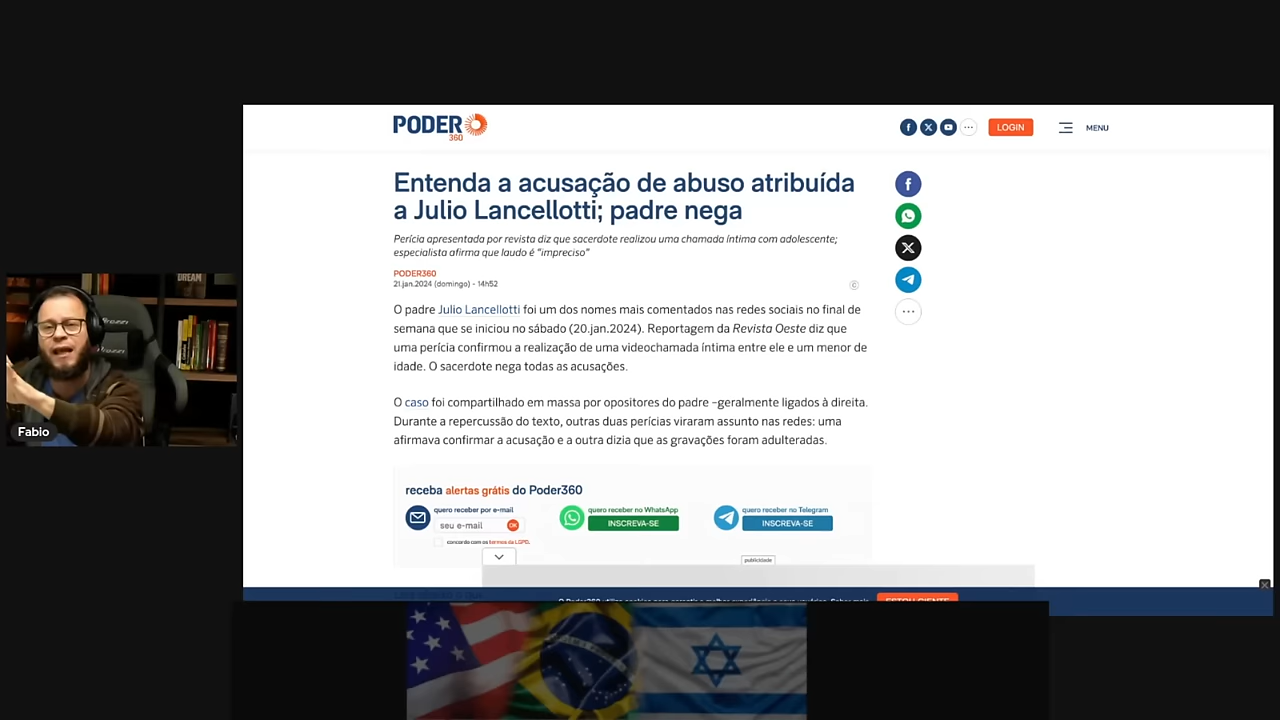 PODER
360
LOGIN
MENU
Entenda a acusação de abuso atribuída
a Julio Lancellotti; padre nega
Perícia apresentada por revista diz que sacerdote realizou uma chamada íntima com adolescente;
especialista afirma que laudo é "impreciso"
PODER360
21.jan.2024 (domingo) - 14h52
O padre Julio Lancellotti foi um dos nomes mais comentados nas redes sociais no final de
semana que se iniciou no sábado (20.jan.2024). Reportagem da Revista Oeste diz que
uma perícia confirmou a realização de uma videochamada íntima entre ele e um menor de
idade. O sacerdote nega todas as acusações.
O caso foi compartilhado em massa por opositores do padre –geralmente ligados à direita.
Durante a repercussão do texto, outras duas perícias viraram assunto nas redes: uma
afirmava confirmar a acusação e a outra dizia que as gravações foram adulteradas.
receba alertas grátis do Poder360
quero receber por e-mail
seu e-mail
OK
concordo com os termos da LGPD.
quero receber no WhatsApp
INSCREVA-SE
quero receber no Telegram
INSCREVA-SE
publicidade
DREAM
Fabio